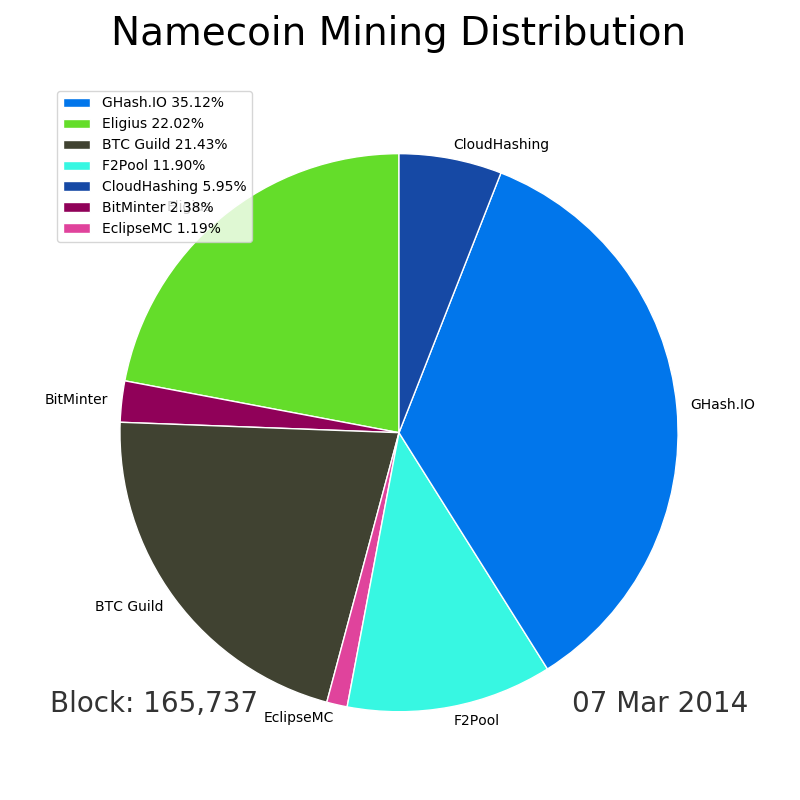 Namecoin Mining Distribution
GHash.IO 35.12%
Eligius 22.02%
BTC Guild 21.43%
F2Pool 11.90%
CloudHashing 5.95%
BitMinter 2.38%
EclipseMC 1.19%
CloudHashing
GHash.IO
BitMinter
BTC Guild
Block: 165,737
EclipseMC
F2Pool
07 Mar 2014